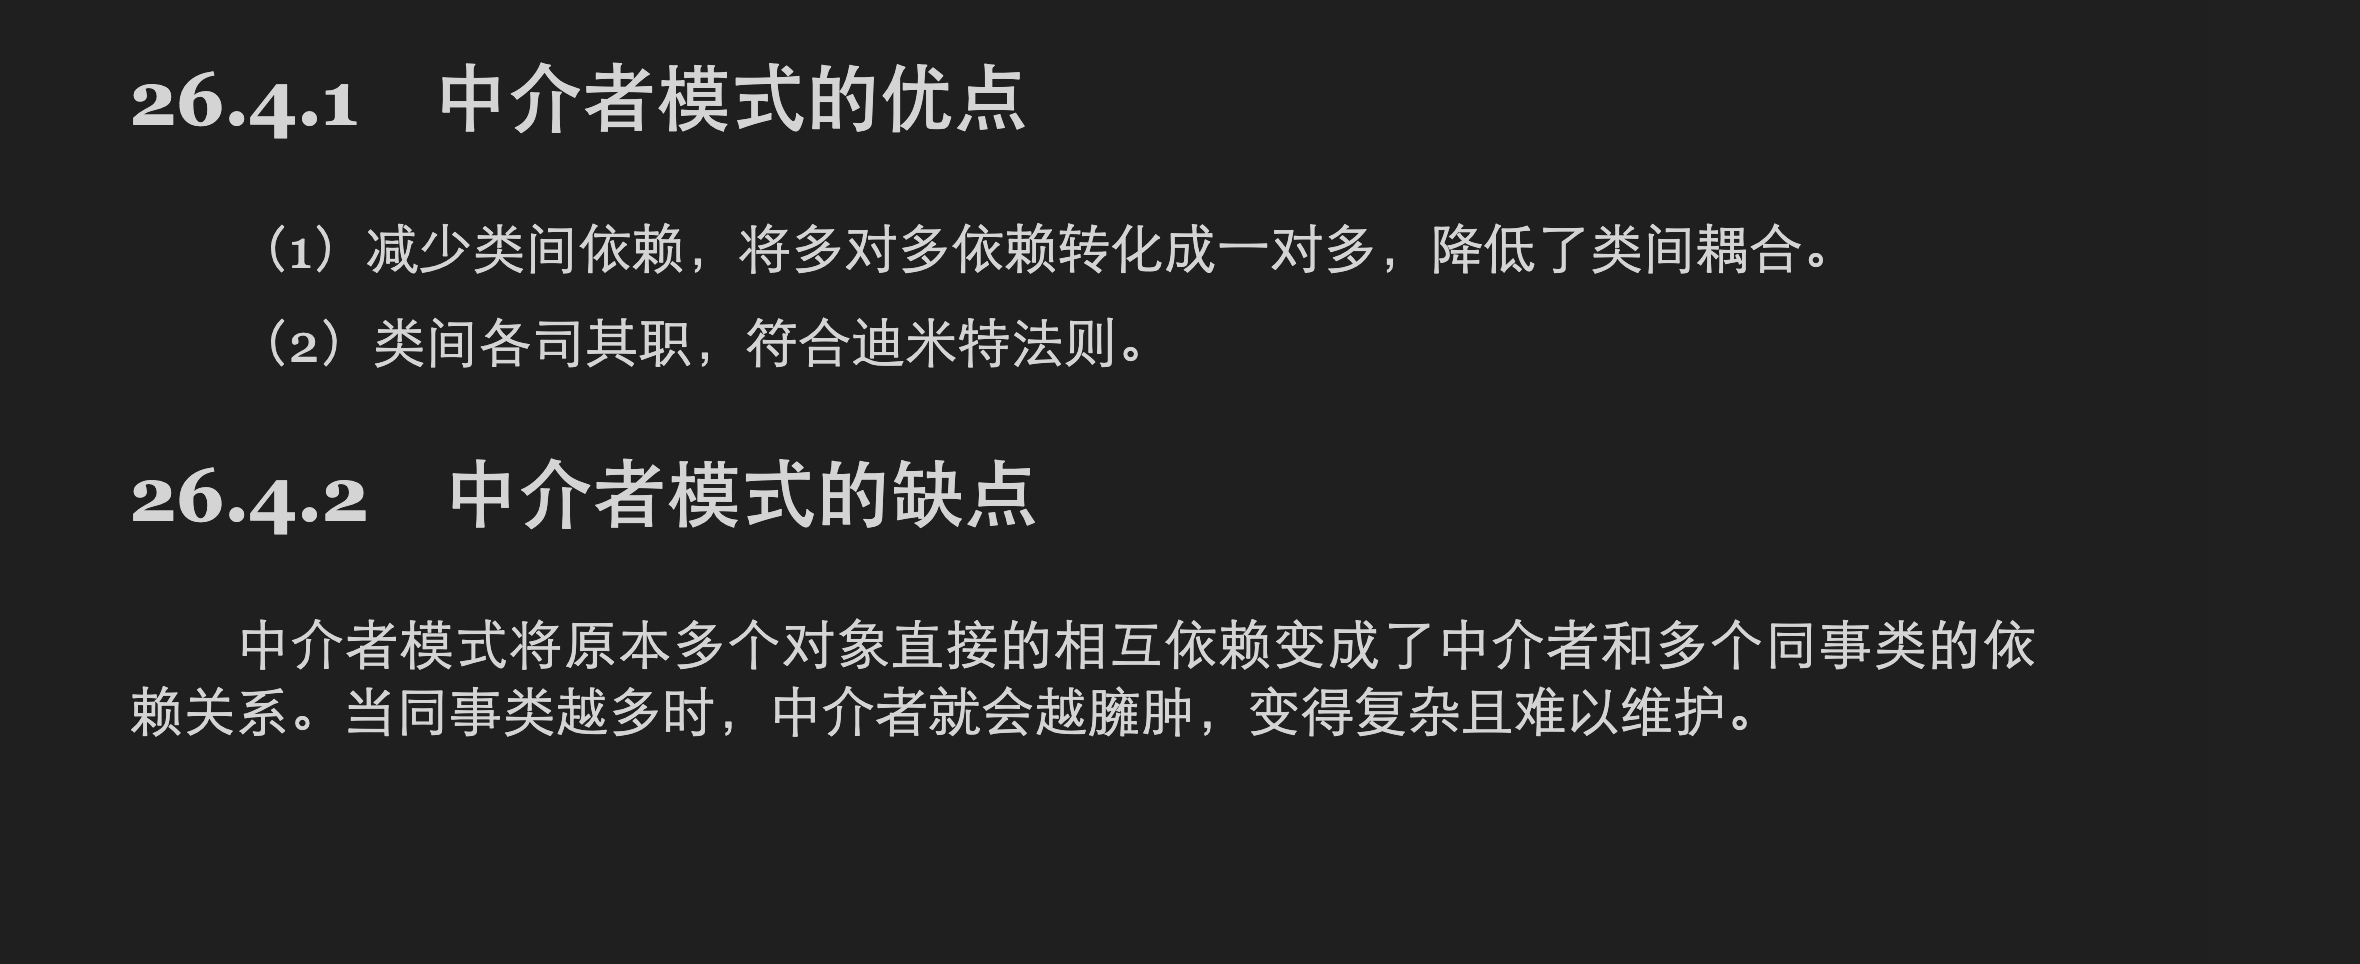 26.4.1 中介者模式的优点
（1）减少类间依赖，将多对多依赖转化成一对多，降低了类间耦合。
（2）类间各司其职，符合迪米特法则。
26.4.2 中介者模式的缺点
中介者模式将原本多个对象直接的相互依赖变成了中介者和多个同事类的依
赖关系。当同事类越多时，中介者就会越臃肿，变得复杂且难以维护。